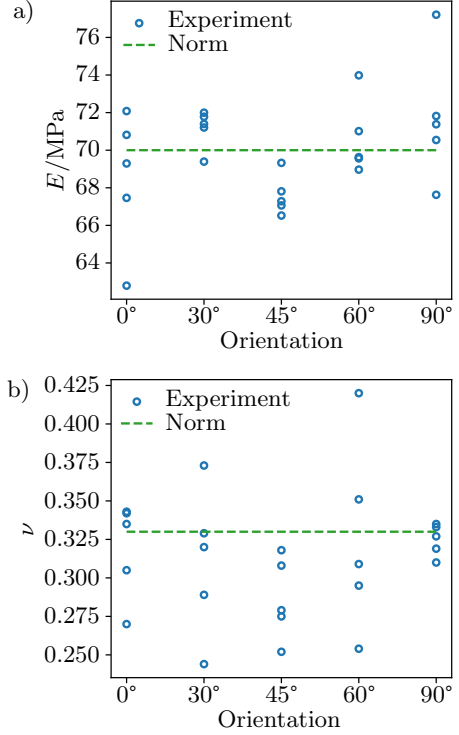 a)
Experiment
Norm
76
74
72
70
68
66
64
E/MPa
0° 30° 45° 60° 90°
Orientation
b)
Experiment
Norm
0.425
0.400
0.375
0.350
0.325
0.300
0.275
0.250
ν
0° 30° 45° 60° 90°
Orientation